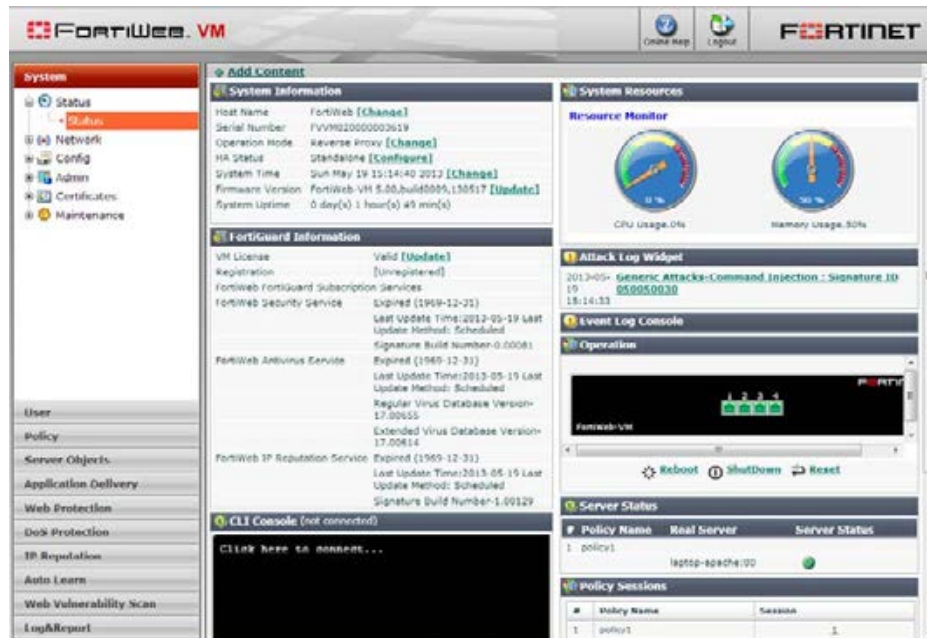 FORTIWEB. VM
Online Help
Logout
FORTINET
System
Status
Status
Network
Config
Admin
Certificates
Maintenance
User
Policy
Server Objects
Application Delivery
Web Protection
DoS Protection
IP Reputation
Auto Learn
Web Vulnerability Scan
Log&Report
Add Content
System Information
Host Name FortiWeb [Change]
Serial Number FVVM020000003619
Operation Mode Reverse Proxy [Change]
HA Status Standalone [Configure]
System Time Sun May 19 15:14:40 2013 [Change]
Firmware Version FortiWeb-VM 5.00,build0009,130517 [Update]
System Uptime 0 day(s) 1 hour(s) 49 min(s)
FortiGuard Information
VM License Valid [Update]
Registration [Unregistered]
FortiWeb FortiGuard Subscription Services
FortiWeb Security Service Expired (1969-12-31)
Last Update Time:2013-05-19 Last
Update Method: Scheduled
Signature Build Number-0.00081
FortiWeb Antivirus Service Expired (1969-12-31)
Last Update Time:2013-05-19 Last
Update Method: Scheduled
Regular Virus Database Version-
17.00655
Extended Virus Database Version-
17.00614
FortiWeb IP Reputation Service Expired (1969-12-31)
Last Update Time:2013-05-19 Last
Update Method: Scheduled
Signature Build Number-1.00129
CLI Console (not connected)
Click here to connect...
System Resources
Resource Monitor
0 %
50 %
CPU Usage.0%
Memory Usage.50%
Attack Log Widget
2013-05- Generic Attacks-Command Injection : Signature ID
19 050050030
15:14:33
Event Log Console
Operation
1 2 3 4
FortiWeb-VM
Reboot ShutDown Reset
Server Status
# Policy Name Real Server Server Status
1 policy1
laptop-apache:80
Policy Sessions
# Policy Name Session
1 policy1 1